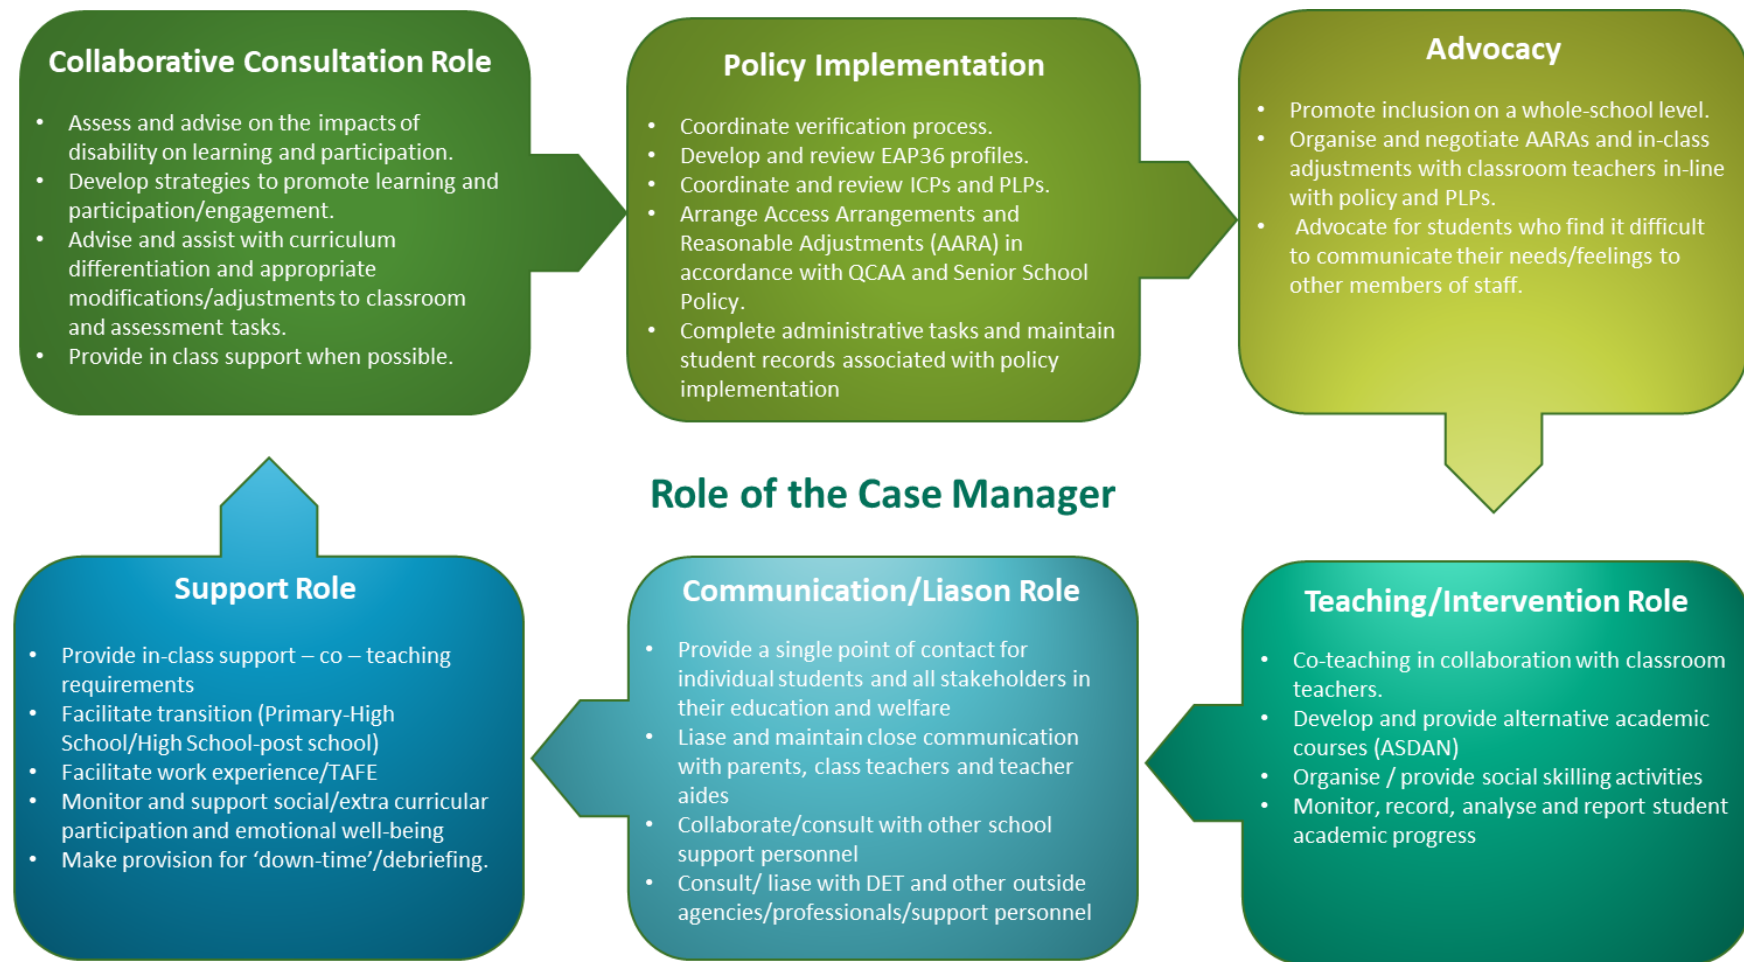 Collaborative Consultation Role
• Assess and advise on the impacts of
disability on learning and participation.
• Develop strategies to promote learning and
participation/engagement.
• Advise and assist with curriculum
differentiation and appropriate
modifications/adjustments to classroom
and assessment tasks.
• Provide in class support when possible.
Policy Implementation
• Coordinate verification process.
• Develop and review EAP36 profiles.
• Coordinate and review ICPs and PLPs.
• Arrange Access Arrangements and
Reasonable Adjustments (AARA) in
accordance with QCAA and Senior School
Policy.
• Complete administrative tasks and maintain
student records associated with policy
implementation
Advocacy
• Promote inclusion on a whole-school level.
• Organise and negotiate AARAs and in-class
adjustments with classroom teachers in-line
with policy and PLPs.
• Advocate for students who find it difficult
to communicate their needs/feelings to
other members of staff.
Role of the Case Manager
Support Role
• Provide in-class support – co – teaching
requirements
• Facilitate transition (Primary-High
School/High School-post school)
• Facilitate work experience/TAFE
• Monitor and support social/extra curricular
participation and emotional well-being
• Make provision for ‘down-time’/debriefing.
Communication/Liason Role
• Provide a single point of contact for
individual students and all stakeholders in
their education and welfare
• Liase and maintain close communication
with parents, class teachers and teacher
aides
• Collaborate/consult with other school
support personnel
• Consult/ liase with DET and other outside
agencies/professionals/support personnel
Teaching/Intervention Role
• Co-teaching in collaboration with classroom
teachers.
• Develop and provide alternative academic
courses (ASDAN)
• Organise / provide social skilling activities
• Monitor, record, analyse and report student
academic progress